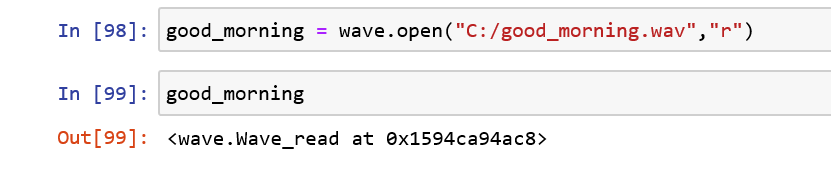 In [98]: good_morning = wave.open("C:/good_morning.wav","r")
In [99]: good_morning
Out[99]: <wave.Wave_read at 0x1594ca94ac8>